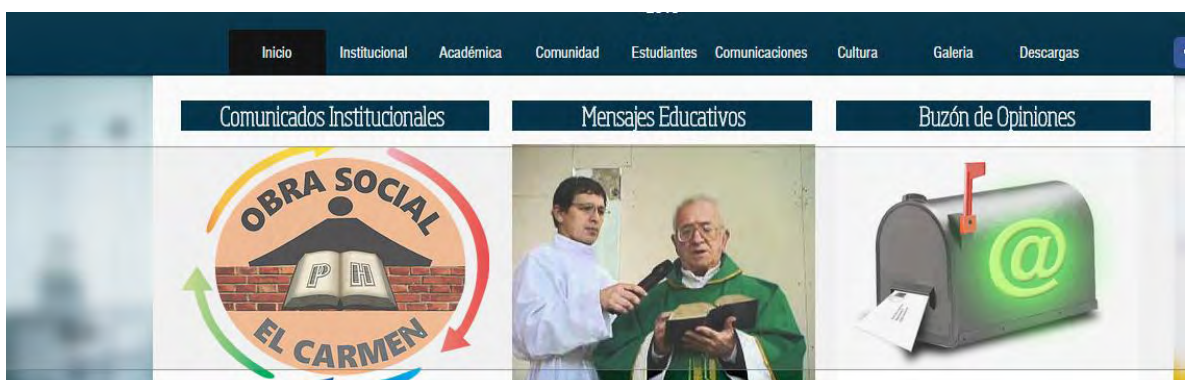 Inicio Institucional Académica Comunidad Estudiantes Comunicaciones Cultura Galeria Descargas
Comunicados Institucionales Mensajes Educativos Buzón de Opiniones
OBRA SOCIAL
P H
EL CARMEN
@